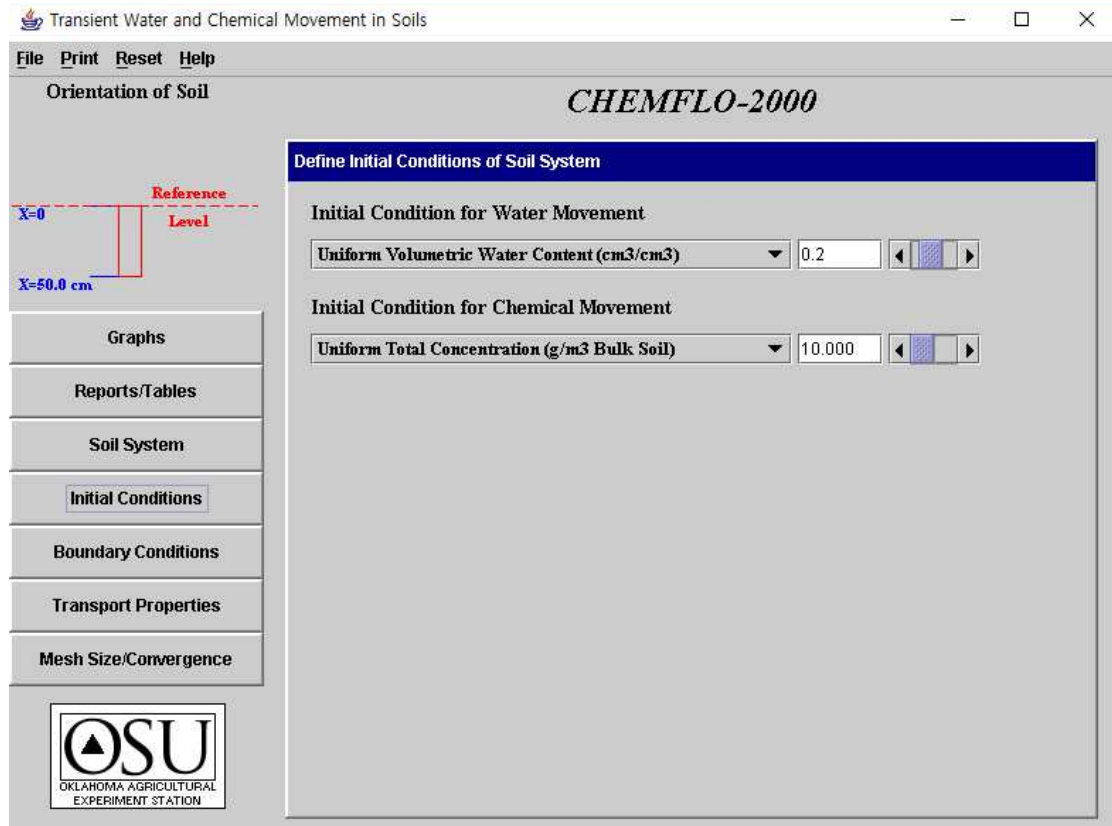 Transient Water and Chemical Movement in Soils
File Print Reset Help
Orientation of Soil
CHEMFLO-2000
Reference
X=0
Level
X=50.0 cm
Define Initial Conditions of Soil System
Initial Condition for Water Movement
Uniform Volumetric Water Content (cm3/cm3) 0.2
Initial Condition for Chemical Movement
Uniform Total Concentration (g/m3 Bulk Soil) 10.000
Graphs
Reports/Tables
Soil System
Initial Conditions
Boundary Conditions
Transport Properties
Mesh Size/Convergence
OSU
OKLAHOMA AGRICULTURAL
EXPERIMENT STATION